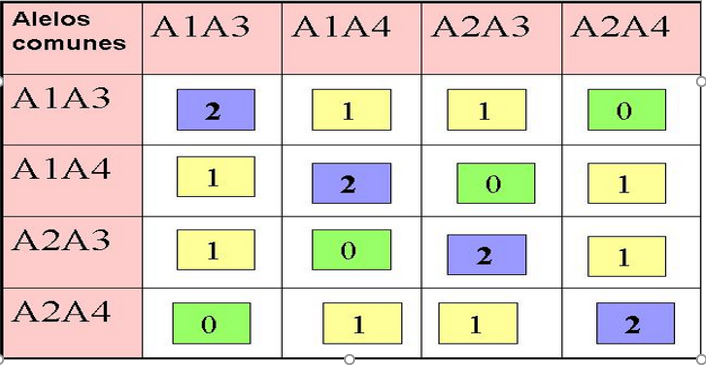 Alelos comunes A1A3 A1A4 A2A3 A2A4
A1A3 2 1 1 0
A1A4 1 2 0 1
A2A3 1 0 2 1
A2A4 0 1 1 2